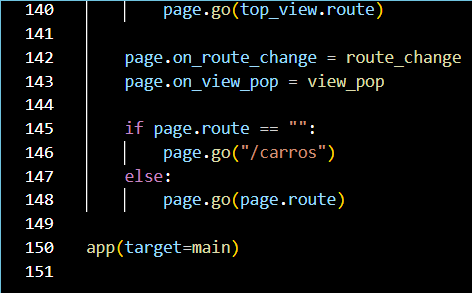 140 page.go(top_view.route)
141
142 page.on_route_change = route_change
143 page.on_view_pop = view_pop
144
145 if page.route == "":
146 page.go("/carros")
147 else:
148 page.go(page.route)
149
150 app(target=main)
151